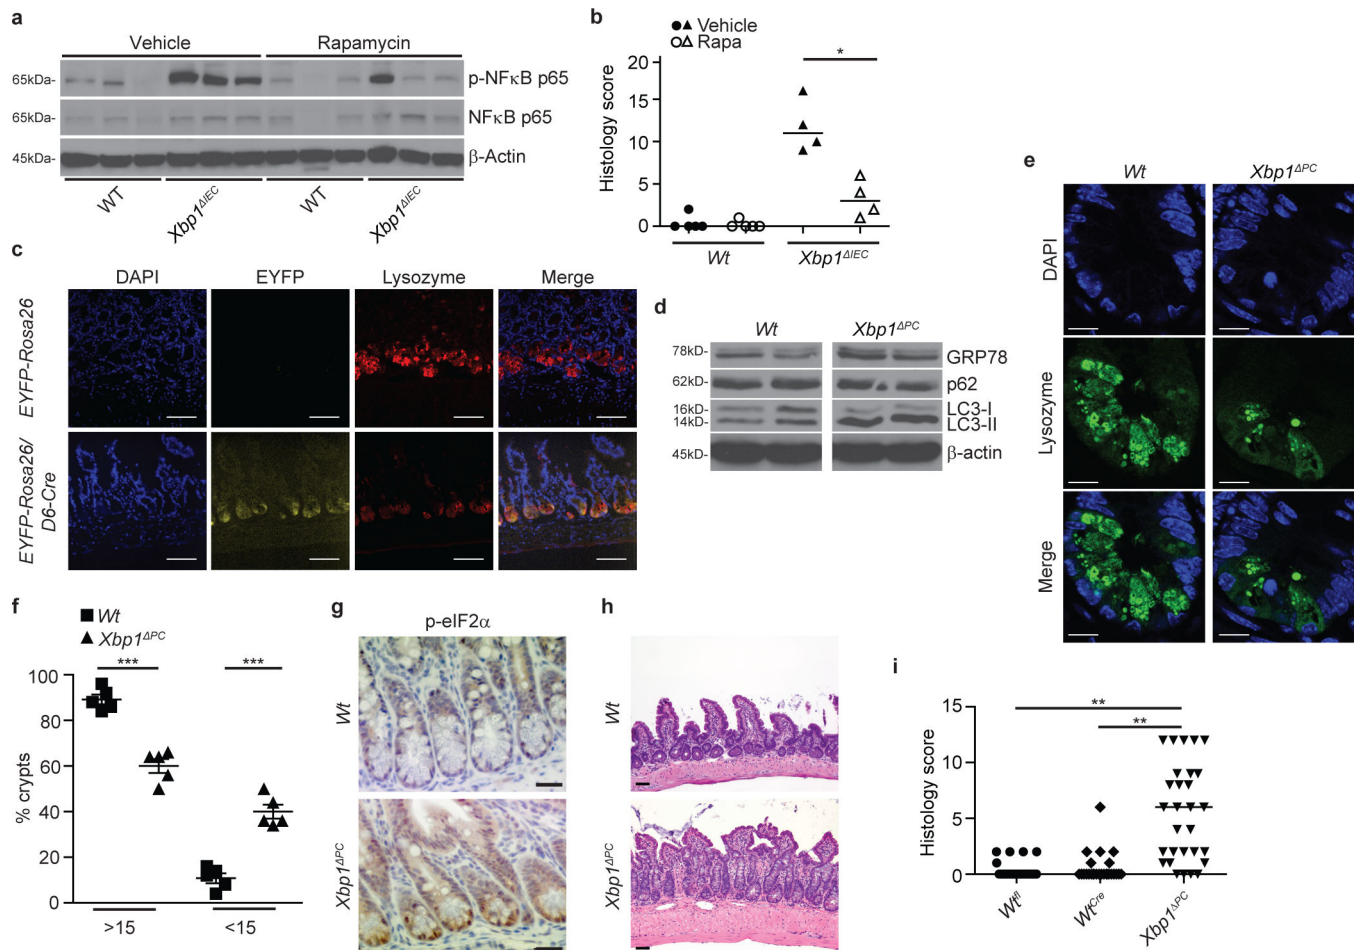 a
Vehicle Rapamycin
65kDa- p-NFκB p65
65kDa- NFκB p65
45kDa- β-Actin
WT Xbp1ΔIEC WT Xbp1ΔIEC
b
Vehicle
Rapa
*
Histology score
20
15
10
5
0
Wt Xbp1ΔIEC
c
DAPI EYFP Lysozyme Merge
EYFP-Rosa26
EYFP-Rosa26/
D6-Cre
d
Wt Xbp1ΔPC
78kD- GRP78
62kD- p62
16kD- LC3-I
14kD- LC3-II
45kD- β-actin
e
Wt Xbp1ΔPC
DAPI
Lysozyme
Merge
f
Wt
Xbp1ΔPC
*** ***
% crypts
100
80
60
40
20
0
>15 <15
g
p-eIF2α
Wt
Xbp1ΔPC
h
Wt
Xbp1ΔPC
i
**
**
Histology score
15
10
5
0
Wtfl WtCre Xbp1ΔPC